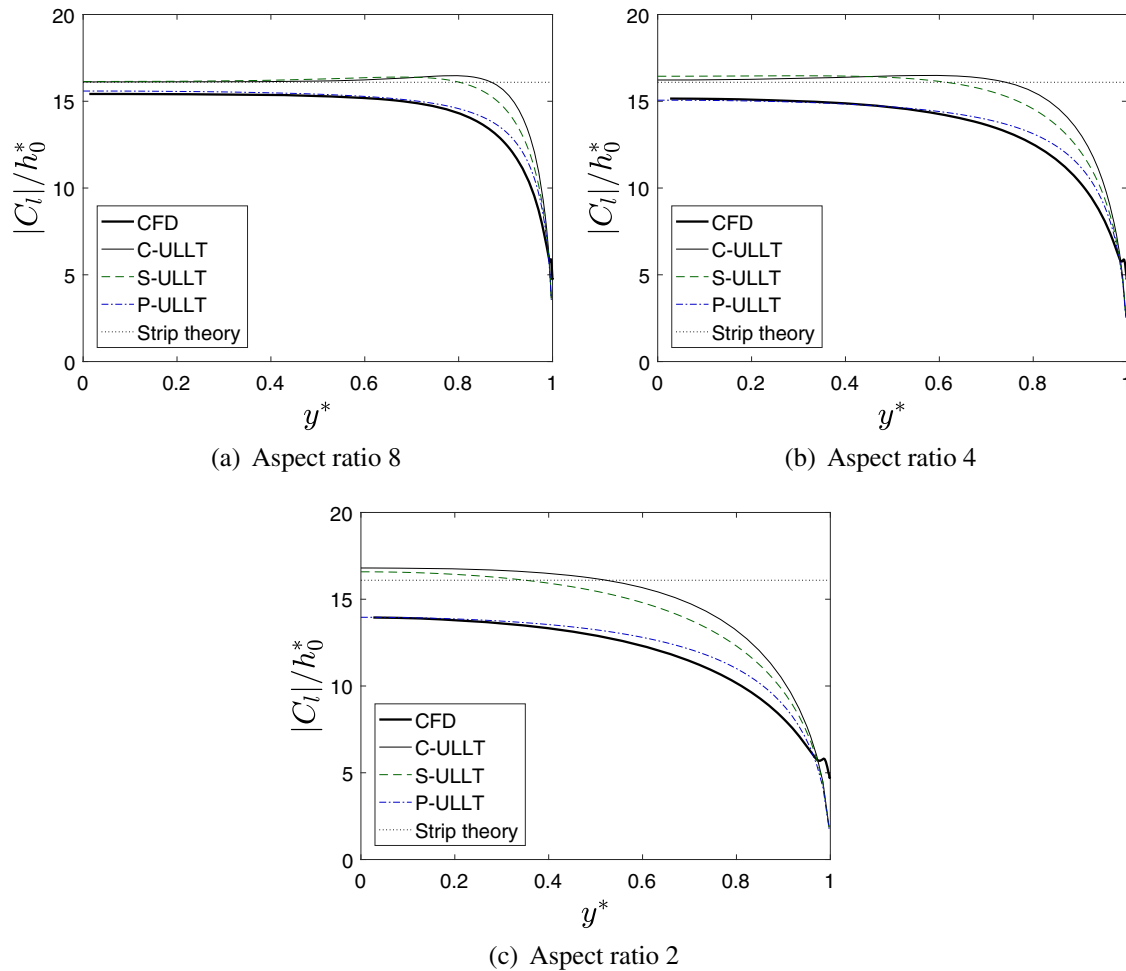 20
15
10
5
0
|C_l|/h_0^*
CFD
C-ULLT
S-ULLT
P-ULLT
Strip theory
0 0.2 0.4 0.6 0.8 1
y*
(a) Aspect ratio 8
20
15
10
5
0
|C_l|/h_0^*
CFD
C-ULLT
S-ULLT
P-ULLT
Strip theory
0 0.2 0.4 0.6 0.8 1
y*
(b) Aspect ratio 4
20
15
10
5
0
|C_l|/h_0^*
CFD
C-ULLT
S-ULLT
P-ULLT
Strip theory
0 0.2 0.4 0.6 0.8 1
y*
(c) Aspect ratio 2